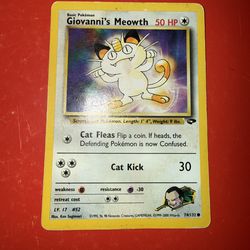 Basic Pokémon
Giovanni's Meowth 50 HP
Scratch Cat Pokémon. Length: 1' 4", Weight: 9 lbs.
Cat Fleas Flip a coin. If heads, the
Defending Pokémon is now Confused.
Cat Kick 30
weakness resistance -30
retreat cost
LV. 17 #52
Illus. Ken Sugimori
74/132